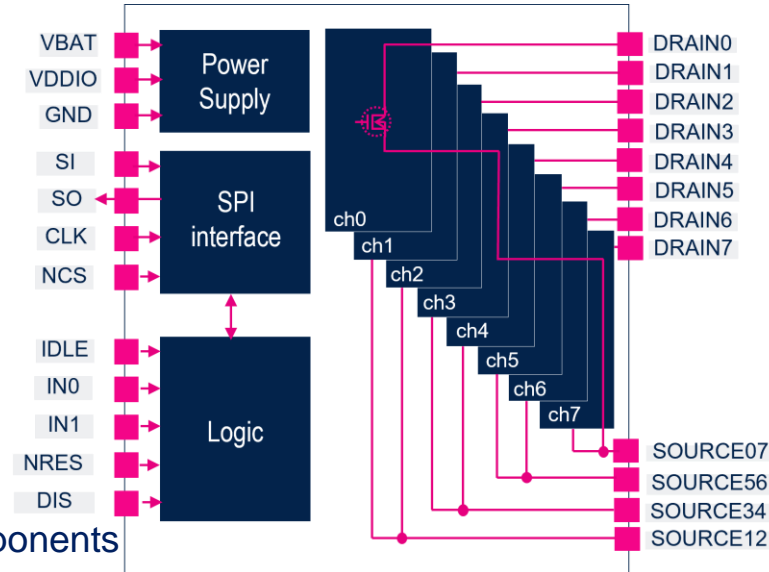 VBAT
VDDIO
GND
SI
SO
CLK
NCS
IDLE
IN0
IN1
NRES
DIS
Power
Supply
SPI
interface
Logic
ch0
ch1
ch2
ch3
ch4
ch5
ch6
ch7
DRAIN0
DRAIN1
DRAIN2
DRAIN3
DRAIN4
DRAIN5
DRAIN6
DRAIN7
SOURCE07
SOURCE56
SOURCE34
SOURCE12
ponents